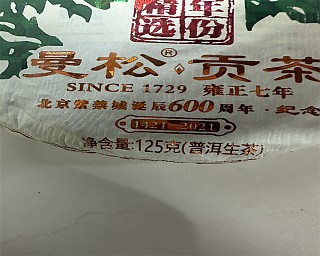 年份
精选
曼松®贡茶
SINCE 1729 雍正七年
北京紫禁城诞辰600周年·纪念
1421-2021
净含量:125克(普洱生茶)